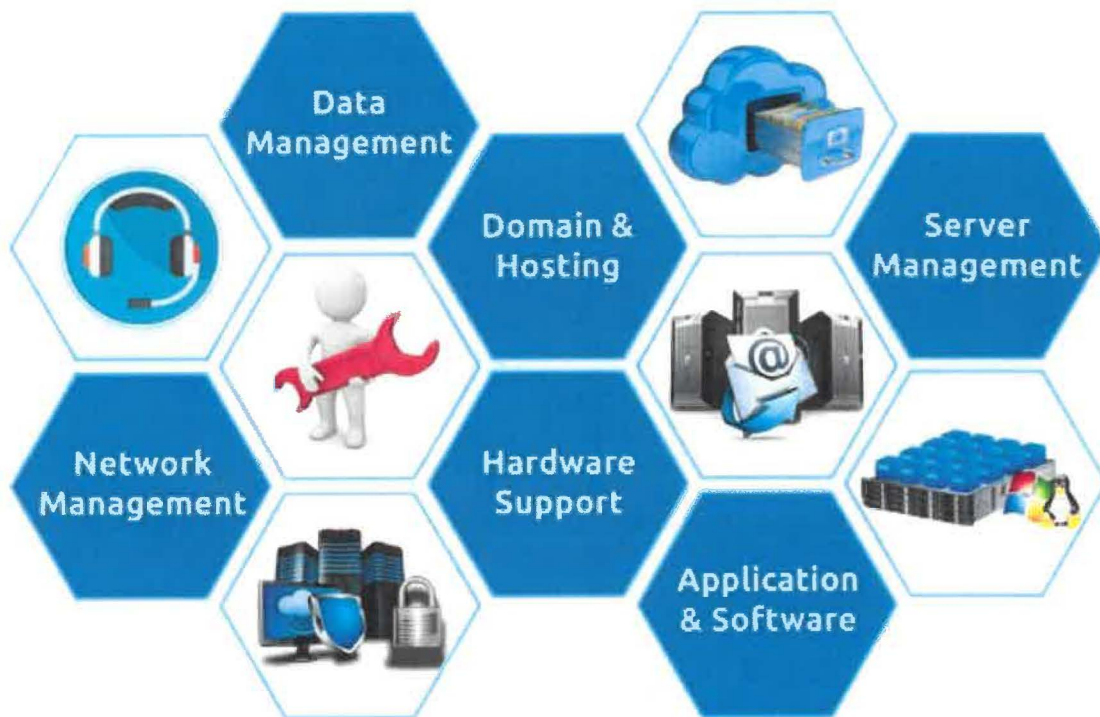 Data
Management
Domain &
Hosting
Server
Management
Network
Management
Hardware
Support
Application
& Software
@